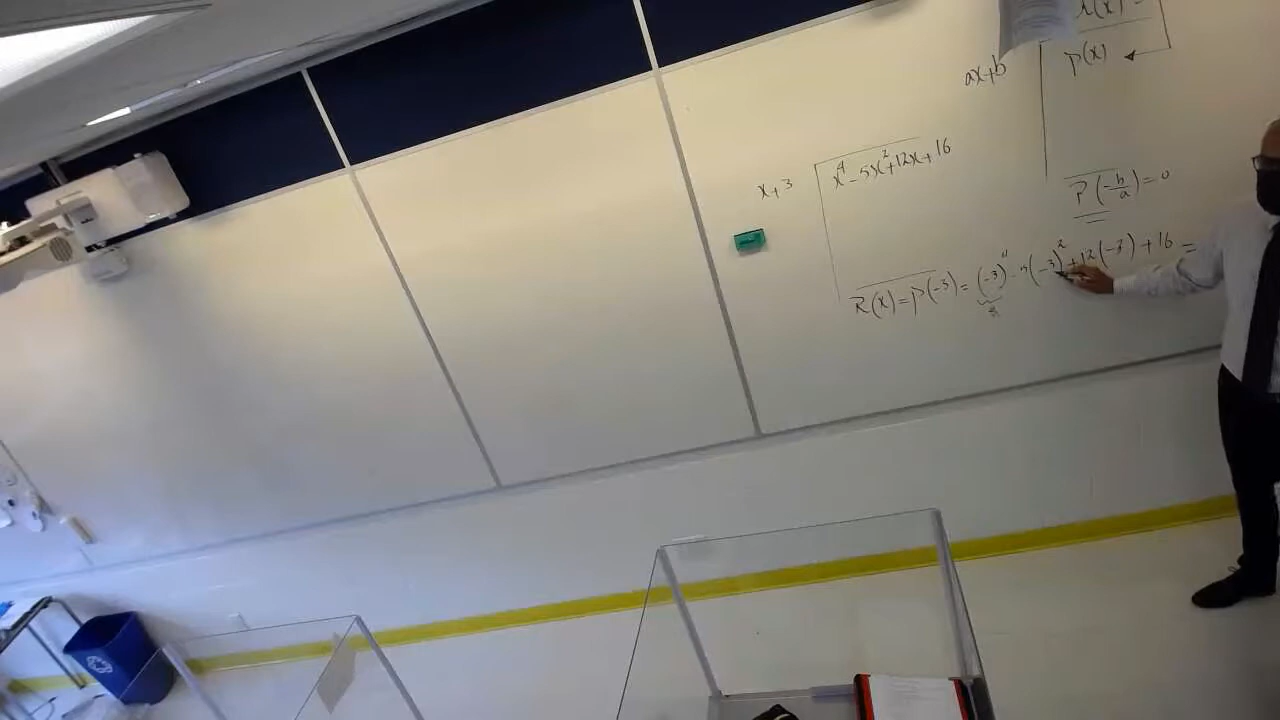 R(x) =
ax+b
p(x)
x+3
x⁴ - 5x² + 12x + 16
P(-b/a) = 0
R(x) = P(-3) = (-3)⁴ - 5(-3)² + 12(-3) + 16 =